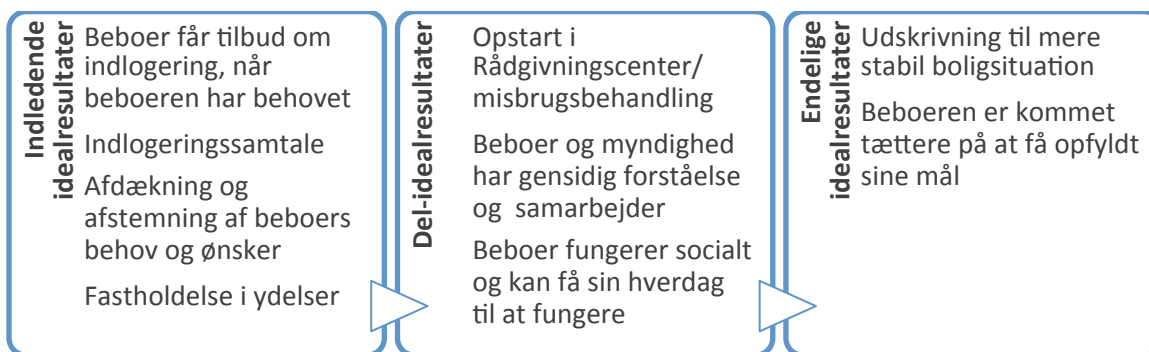 Indledende
idealresultater
Beboer får tilbud om
indlogering, når
beboeren har behovet
Indlogeringssamtale
Afdækning og
afstemning af beboers
behov og ønsker
Fastholdelse i ydelser
Del-idealresultater
Opstart i
Rådgivningscenter/
misbrugsbehandling
Beboer og myndighed
har gensidig forståelse
og samarbejder
Beboer fungerer socialt
og kan få sin hverdag
til at fungere
Endelige
idealresultater
Udskrivning til mere
stabil boligsituation
Beboeren er kommet
tættere på at få opfyldt
sine mål